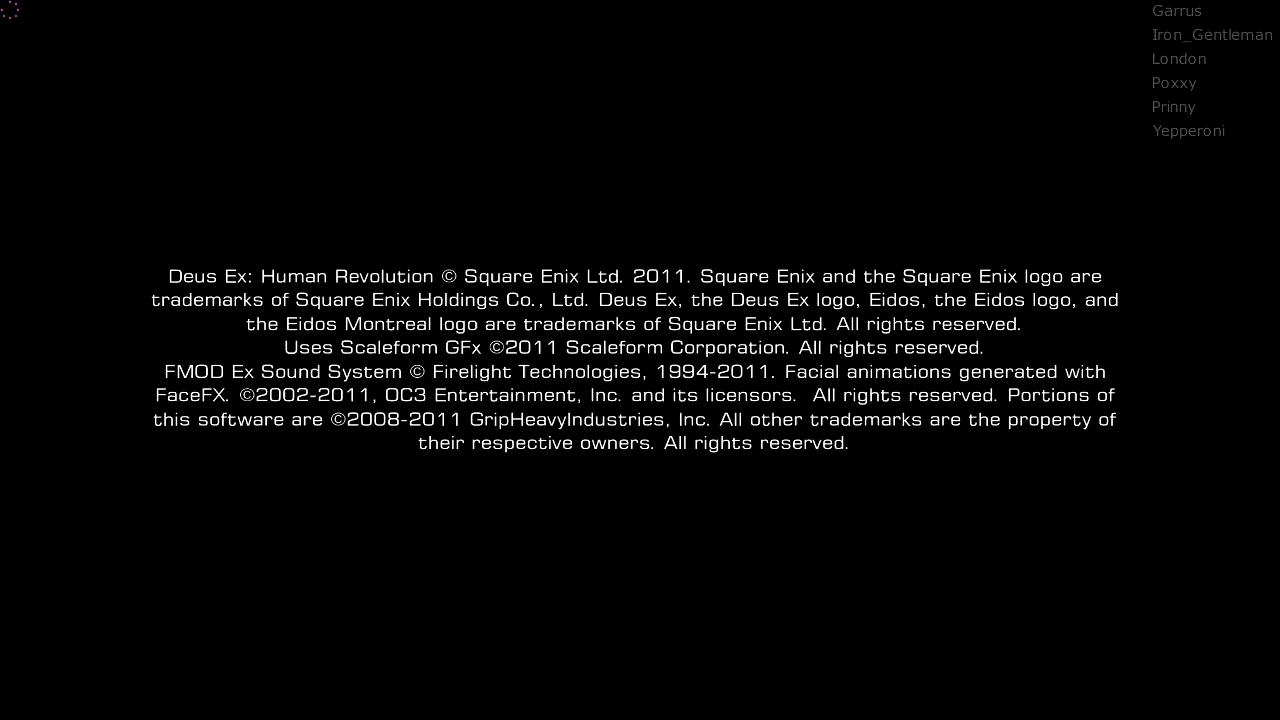 Garrus
Iron_Gentleman
London
Poxxy
Prinny
Yepperoni
Deus Ex: Human Revolution © Square Enix Ltd. 2011. Square Enix and the Square Enix logo are
trademarks of Square Enix Holdings Co., Ltd. Deus Ex, the Deus Ex logo, Eidos, the Eidos logo, and
the Eidos Montreal logo are trademarks of Square Enix Ltd. All rights reserved.
Uses Scaleform GFx ©2011 Scaleform Corporation. All rights reserved.
FMOD Ex Sound System © Firelight Technologies, 1994-2011. Facial animations generated with
FaceFX. ©2002-2011, OC3 Entertainment, Inc. and its licensors.  All rights reserved. Portions of
this software are ©2008-2011 GripHeavyIndustries, Inc. All other trademarks are the property of
their respective owners. All rights reserved.